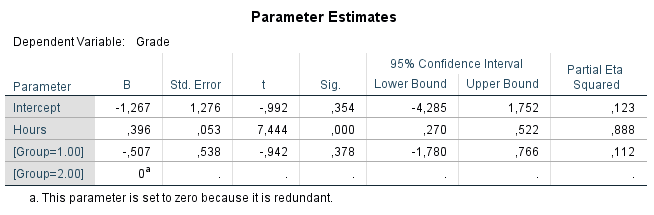 Parameter Estimates
Dependent Variable: Grade
95% Confidence Interval
Partial Eta
Parameter B Std. Error t Sig. Lower Bound Upper Bound Squared
Intercept -1,267 1,276 -,992 ,354 -4,285 1,752 ,123
Hours ,396 ,053 7,444 ,000 ,270 ,522 ,888
[Group=1.00] -,507 ,538 -,942 ,378 -1,780 ,766 ,112
[Group=2.00] 0a . . . . . .
a. This parameter is set to zero because it is redundant.